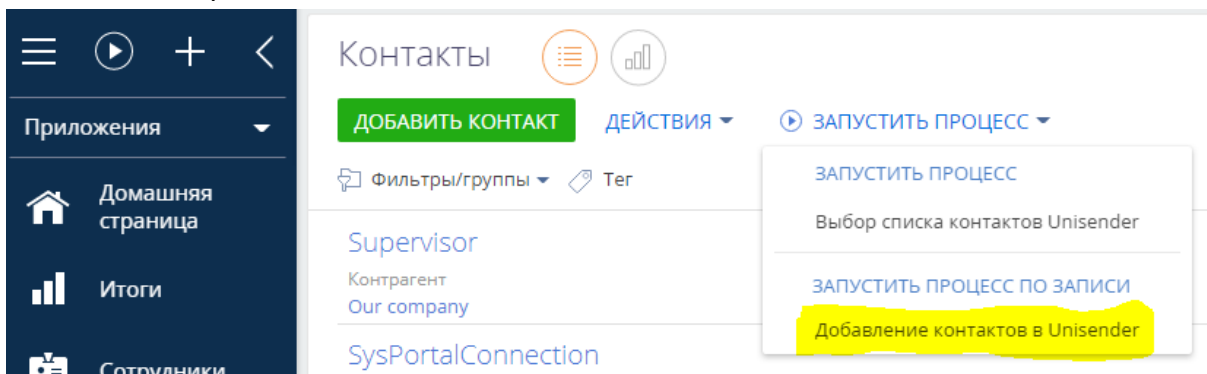 Контакты
ДОБАВИТЬ КОНТАКТ ДЕЙСТВИЯ ЗАПУСТИТЬ ПРОЦЕСС
Приложения
Фильтры/группы Тег
ЗАПУСТИТЬ ПРОЦЕСС
Выбор списка контактов Unisender
ЗАПУСТИТЬ ПРОЦЕСС ПО ЗАПИСИ
Добавление контактов в Unisender
Домашняя
страница
Итоги
Сотрудники
Supervisor
Контрагент
Our company
SysPortalConnection